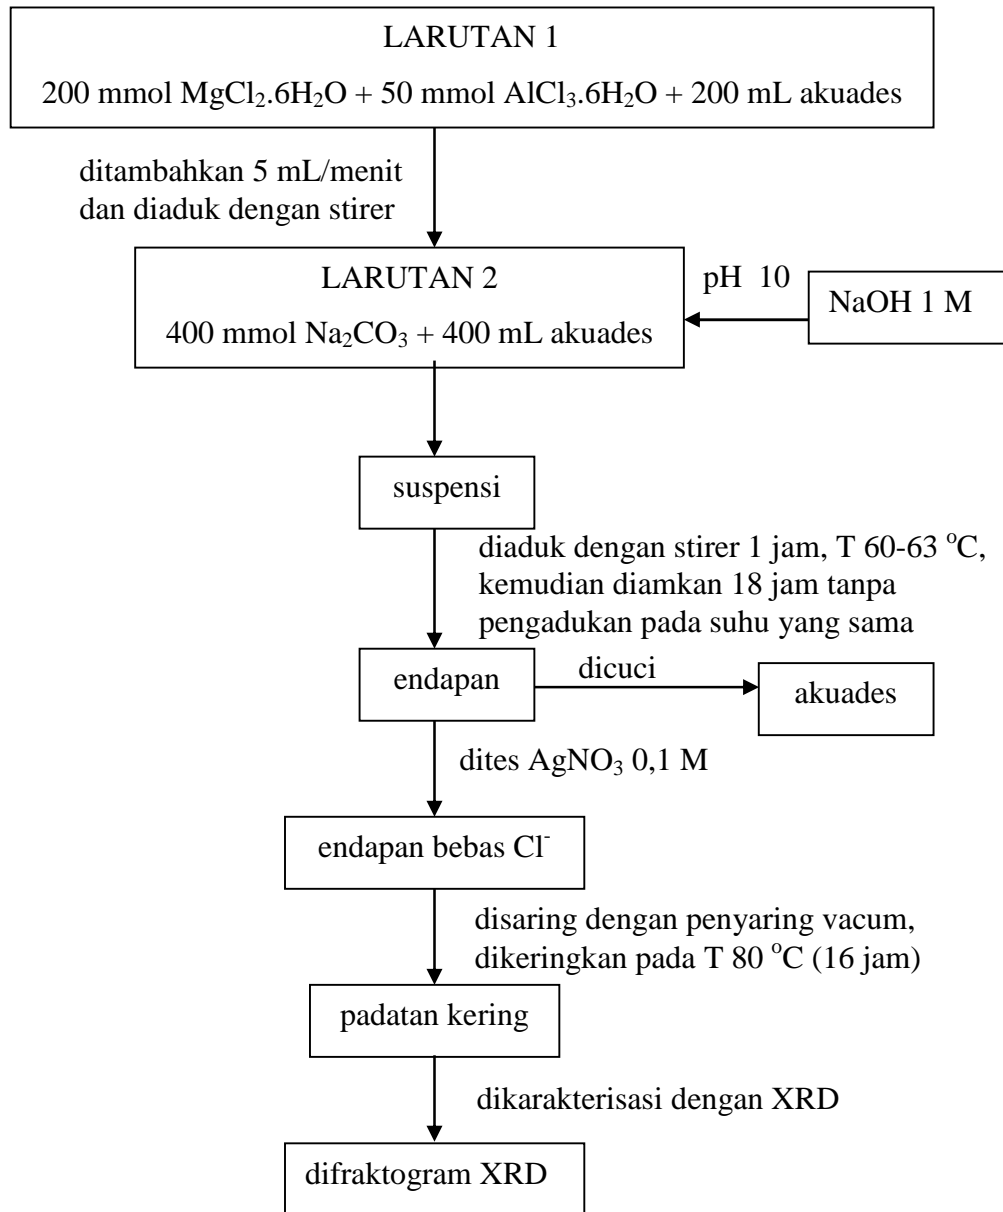 LARUTAN 1
200 mmol MgCl₂.6H₂O + 50 mmol AlCl₃.6H₂O + 200 mL akuades
ditambahkan 5 mL/menit
dan diaduk dengan stirer
LARUTAN 2
400 mmol Na₂CO₃ + 400 mL akuades
pH 10
NaOH 1 M
suspensi
diaduk dengan stirer 1 jam, T 60-63 °C,
kemudian diamkan 18 jam tanpa
pengadukan pada suhu yang sama
endapan
dicuci
akuades
dites AgNO₃ 0,1 M
endapan bebas Cl⁻
disaring dengan penyaring vacum,
dikeringkan pada T 80 °C (16 jam)
padatan kering
dikarakterisasi dengan XRD
difraktogram XRD